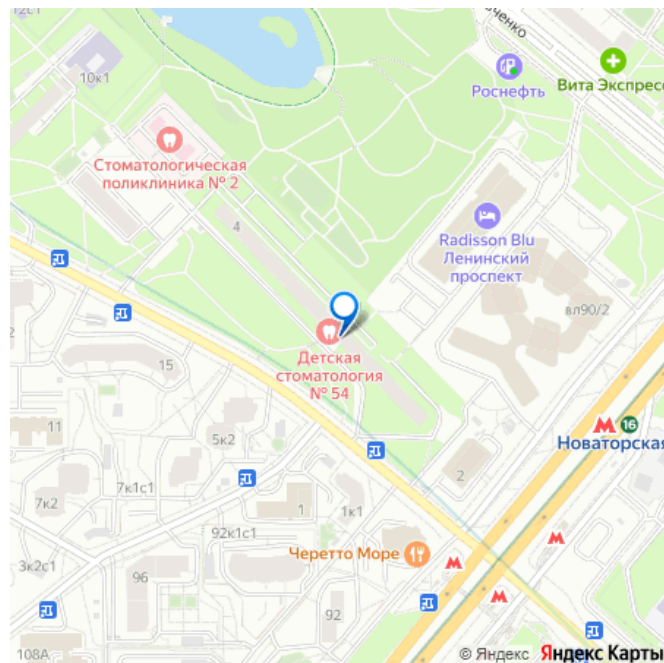 12с1
вченко
10к1
Роснефть
Вита Экспресс
Стоматологическая
поликлиника № 2
4
Radisson Blu
Ленинский
проспект
вл90/2
Детская
стоматология
№ 54
15
16
Новаторская
11
5к2
2
7к1с1
7к2
92к1с1
1
1к1
Черетто Море
3к2с1
96
92
108А
© Яндекс Яндекс Карты